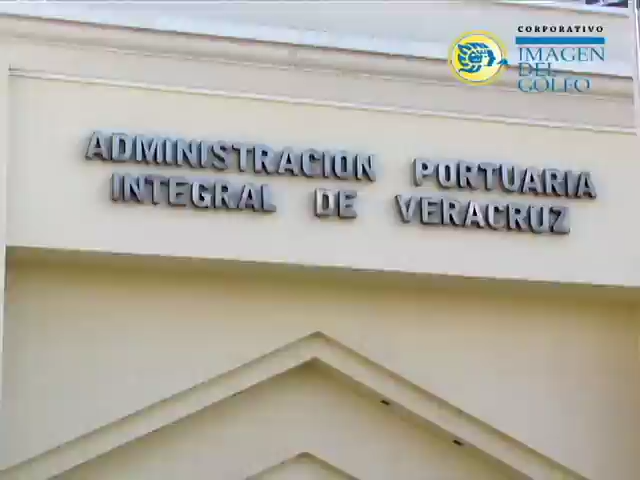 CORPORATIVO
IMAGEN
DEL
GOLFO
ADMINISTRACION PORTUARIA
INTEGRAL DE VERACRUZ